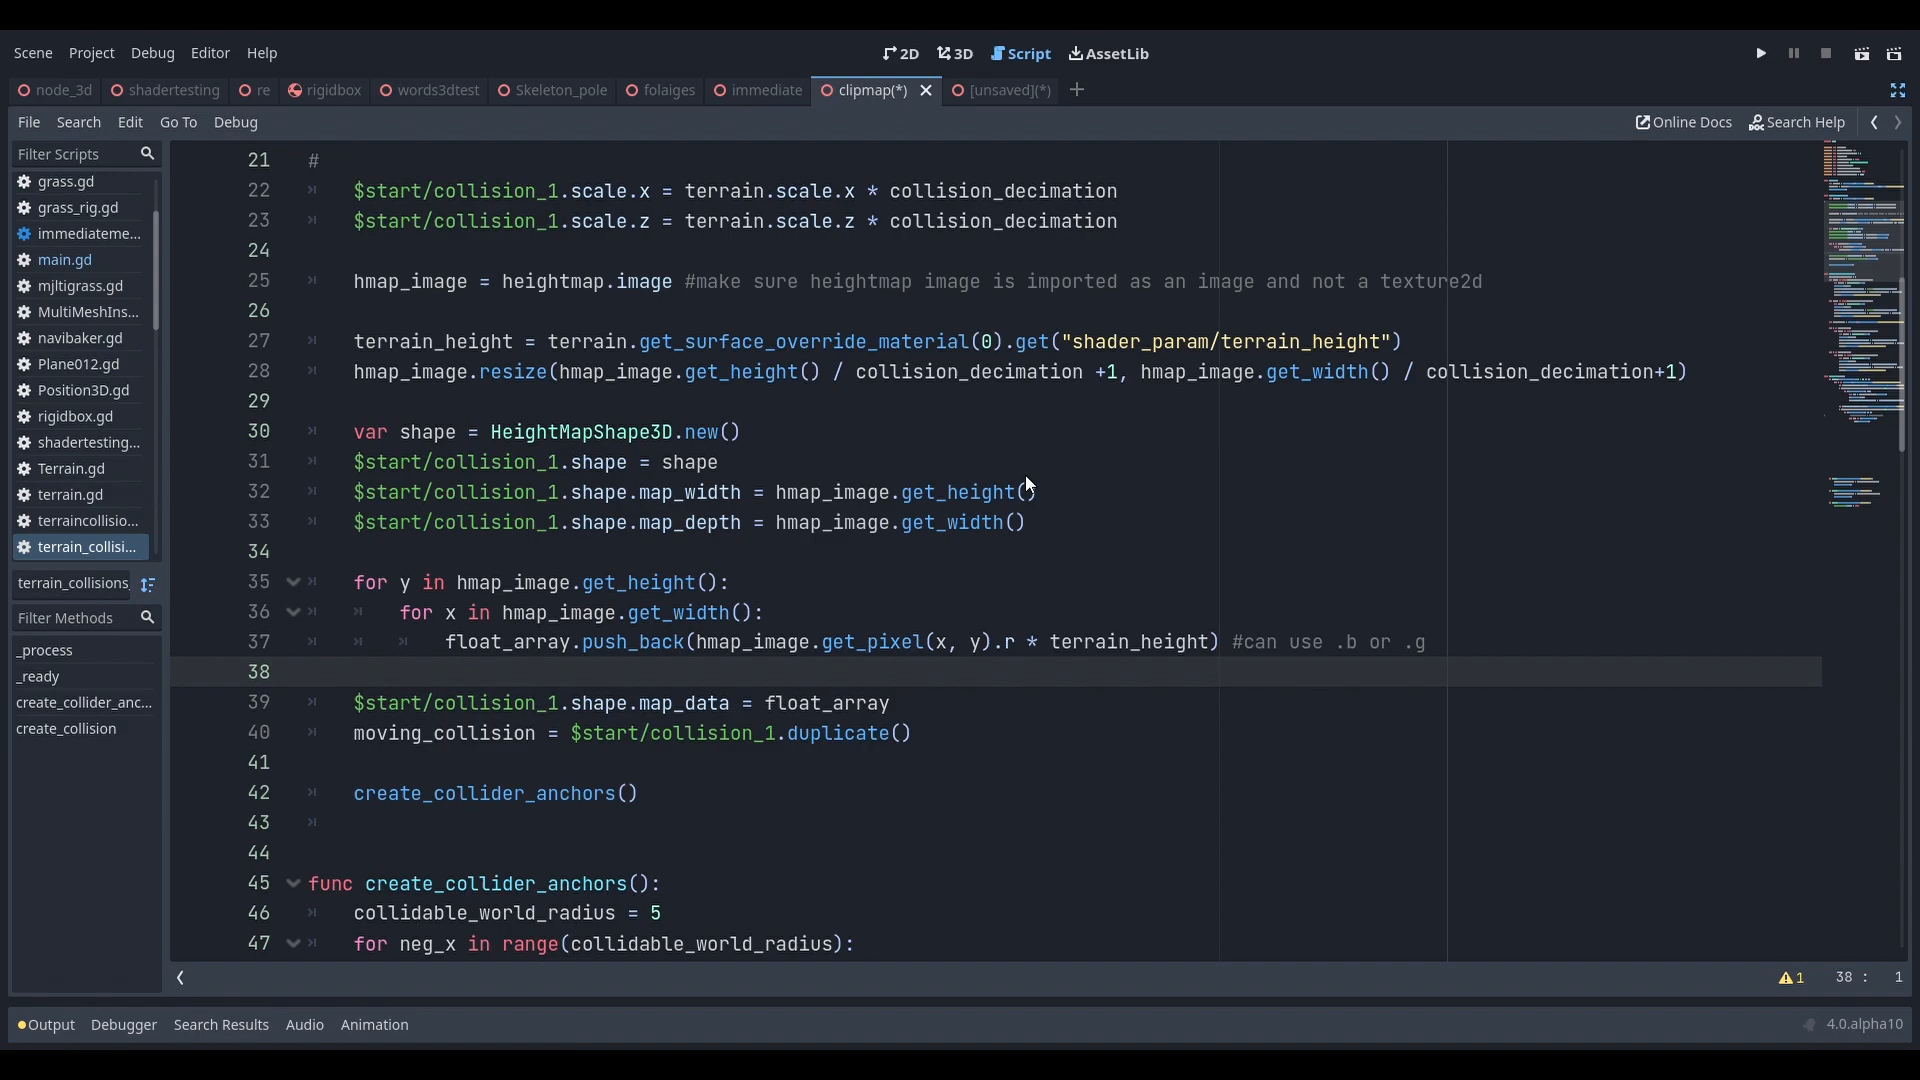 Scene Project Debug Editor Help
2D 3D Script AssetLib
node_3d shadertesting re rigidbox words3dtest Skeleton_pole folaiges immediate clipmap(*) [unsaved](*)
File Search Edit Go To Debug
Online Docs Search Help
Filter Scripts
grass.gd
grass_rig.gd
immediateme...
main.gd
mjltigrass.gd
MultiMeshIns...
navibaker.gd
Plane012.gd
Position3D.gd
rigidbox.gd
shadertesting...
Terrain.gd
terrain.gd
terraincollisio...
terrain_collisi...
terrain_collisions_
Filter Methods
_process
_ready
create_collider_anc...
create_collision
21 #
22 $start/collision_1.scale.x = terrain.scale.x * collision_decimation
23 $start/collision_1.scale.z = terrain.scale.z * collision_decimation
24
25 hmap_image = heightmap.image #make sure heightmap image is imported as an image and not a texture2d
26
27 terrain_height = terrain.get_surface_override_material(0).get("shader_param/terrain_height")
28 hmap_image.resize(hmap_image.get_height() / collision_decimation +1, hmap_image.get_width() / collision_decimation+1)
29
30 var shape = HeightMapShape3D.new()
31 $start/collision_1.shape = shape
32 $start/collision_1.shape.map_width = hmap_image.get_height()
33 $start/collision_1.shape.map_depth = hmap_image.get_width()
34
35 for y in hmap_image.get_height():
36 for x in hmap_image.get_width():
37 float_array.push_back(hmap_image.get_pixel(x, y).r * terrain_height) #can use .b or .g
38
39 $start/collision_1.shape.map_data = float_array
40 moving_collision = $start/collision_1.duplicate()
41
42 create_collider_anchors()
43
44
45 func create_collider_anchors():
46 collidable_world_radius = 5
47 for neg_x in range(collidable_world_radius):
1 38 : 1
Output Debugger Search Results Audio Animation
4.0.alpha10